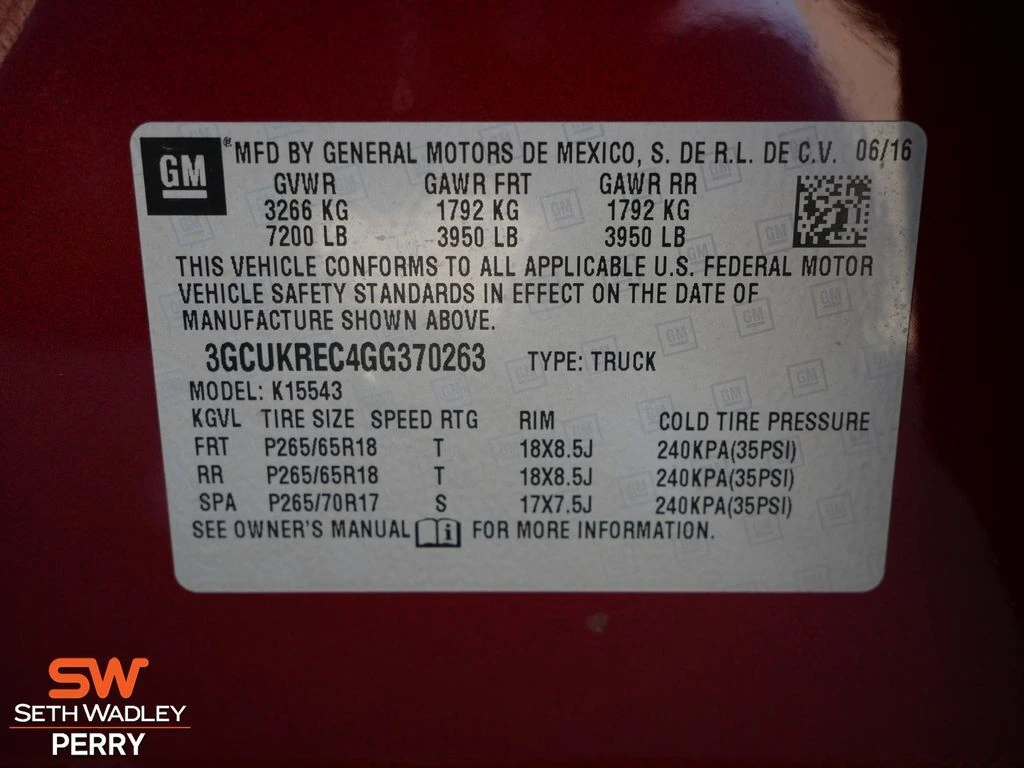 GM ® MFD BY GENERAL MOTORS DE MEXICO, S. DE R.L. DE C.V. 06/16
GVWR GAWR FRT GAWR RR
3266 KG 1792 KG 1792 KG
7200 LB 3950 LB 3950 LB
THIS VEHICLE CONFORMS TO ALL APPLICABLE U.S. FEDERAL MOTOR
VEHICLE SAFETY STANDARDS IN EFFECT ON THE DATE OF
MANUFACTURE SHOWN ABOVE.
3GCUKREC4GG370263 TYPE: TRUCK
MODEL: K15543
KGVL TIRE SIZE SPEED RTG RIM COLD TIRE PRESSURE
FRT P265/65R18 T 18X8.5J 240KPA(35PSI)
RR P265/65R18 T 18X8.5J 240KPA(35PSI)
SPA P265/70R17 S 17X7.5J 240KPA(35PSI)
SEE OWNER'S MANUAL i FOR MORE INFORMATION.
SW
SETH WADLEY
PERRY